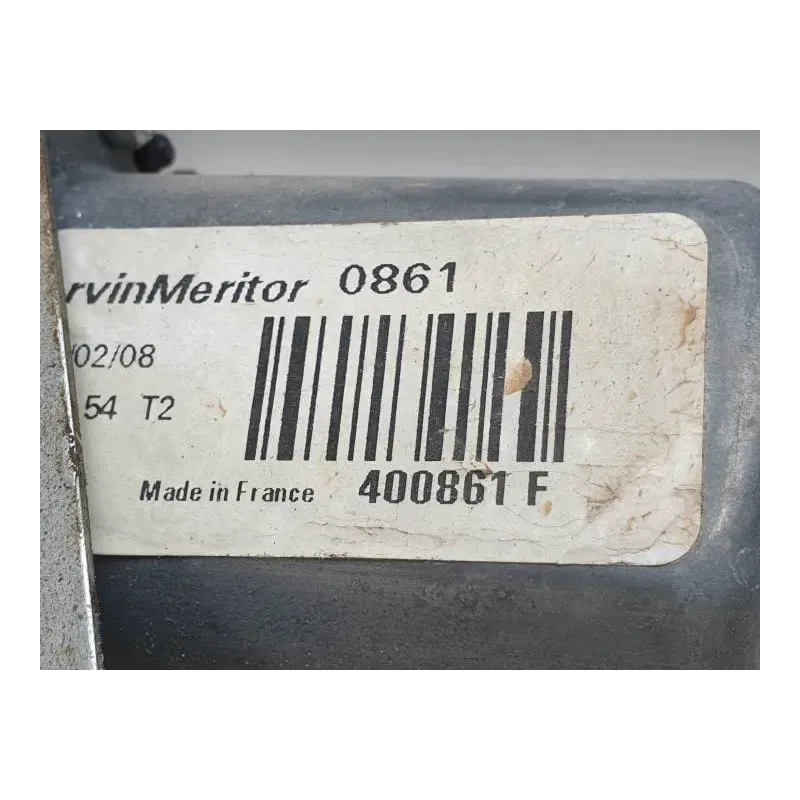 rvinMeritor 0861
/02/08
54 T2
Made in France 400861 F